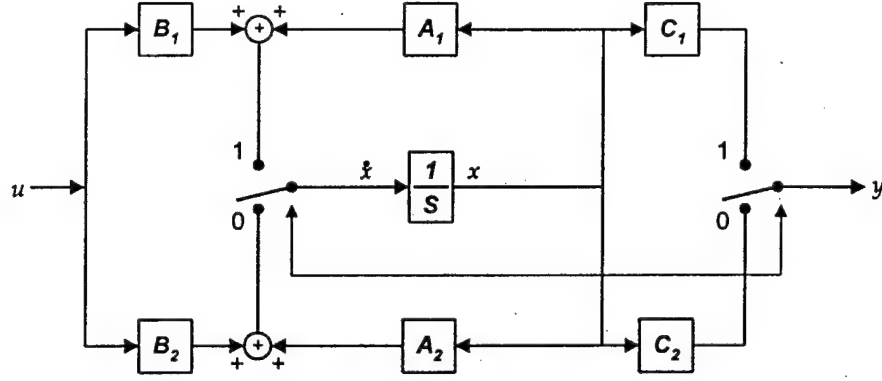 B₁ + + + A₁ C₁
1 1
u ẋ 1/S x y
0 0
B₂ + + + A₂ C₂